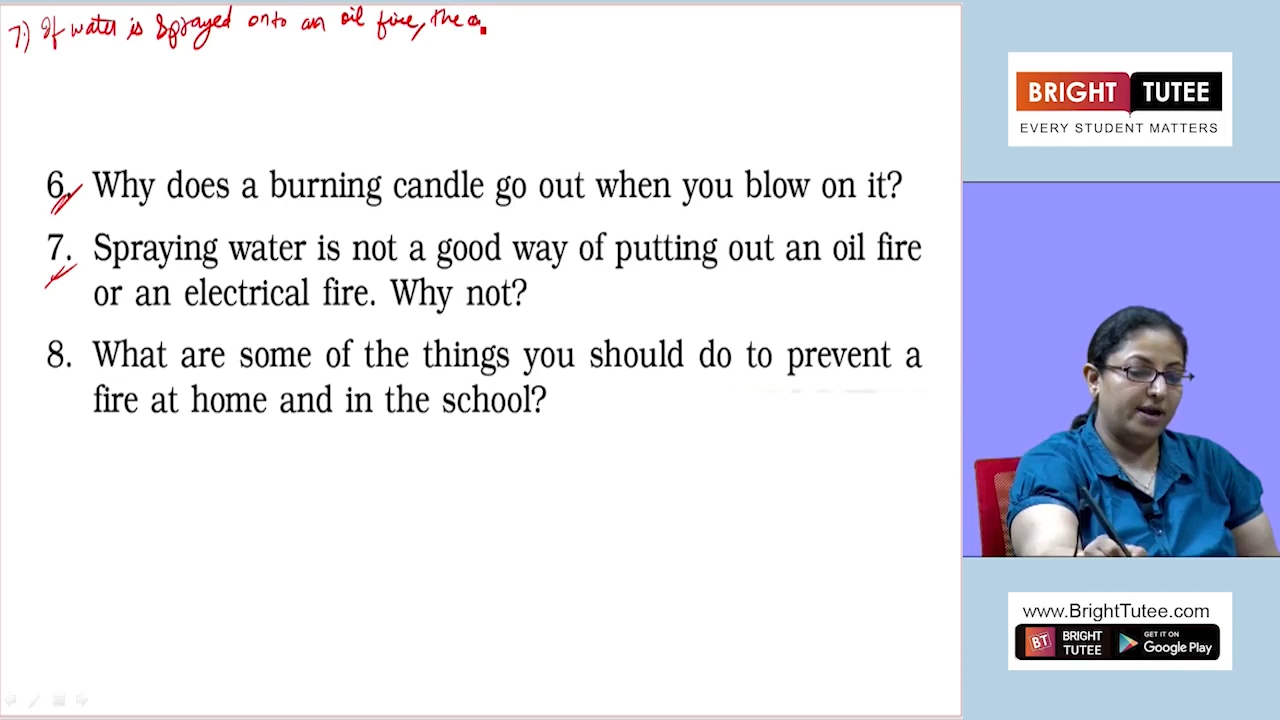 7.) If water is sprayed onto an oil fire, the
6. Why does a burning candle go out when you blow on it?
7. Spraying water is not a good way of putting out an oil fire
or an electrical fire. Why not?
8. What are some of the things you should do to prevent a
fire at home and in the school?
BRIGHT TUTEE
EVERY STUDENT MATTERS
www.BrightTutee.com
BT BRIGHT TUTEE
GET IT ON Google Play